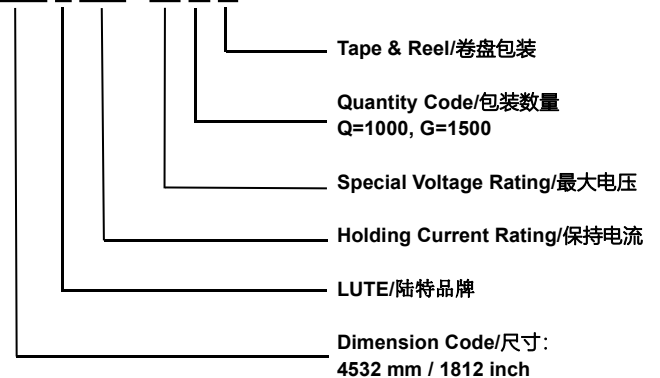 Tape & Reel/卷盘包装
Quantity Code/包装数量
Q=1000, G=1500
Special Voltage Rating/最大电压
Holding Current Rating/保持电流
LUTE/陆特品牌
Dimension Code/尺寸：
4532 mm / 1812 inch